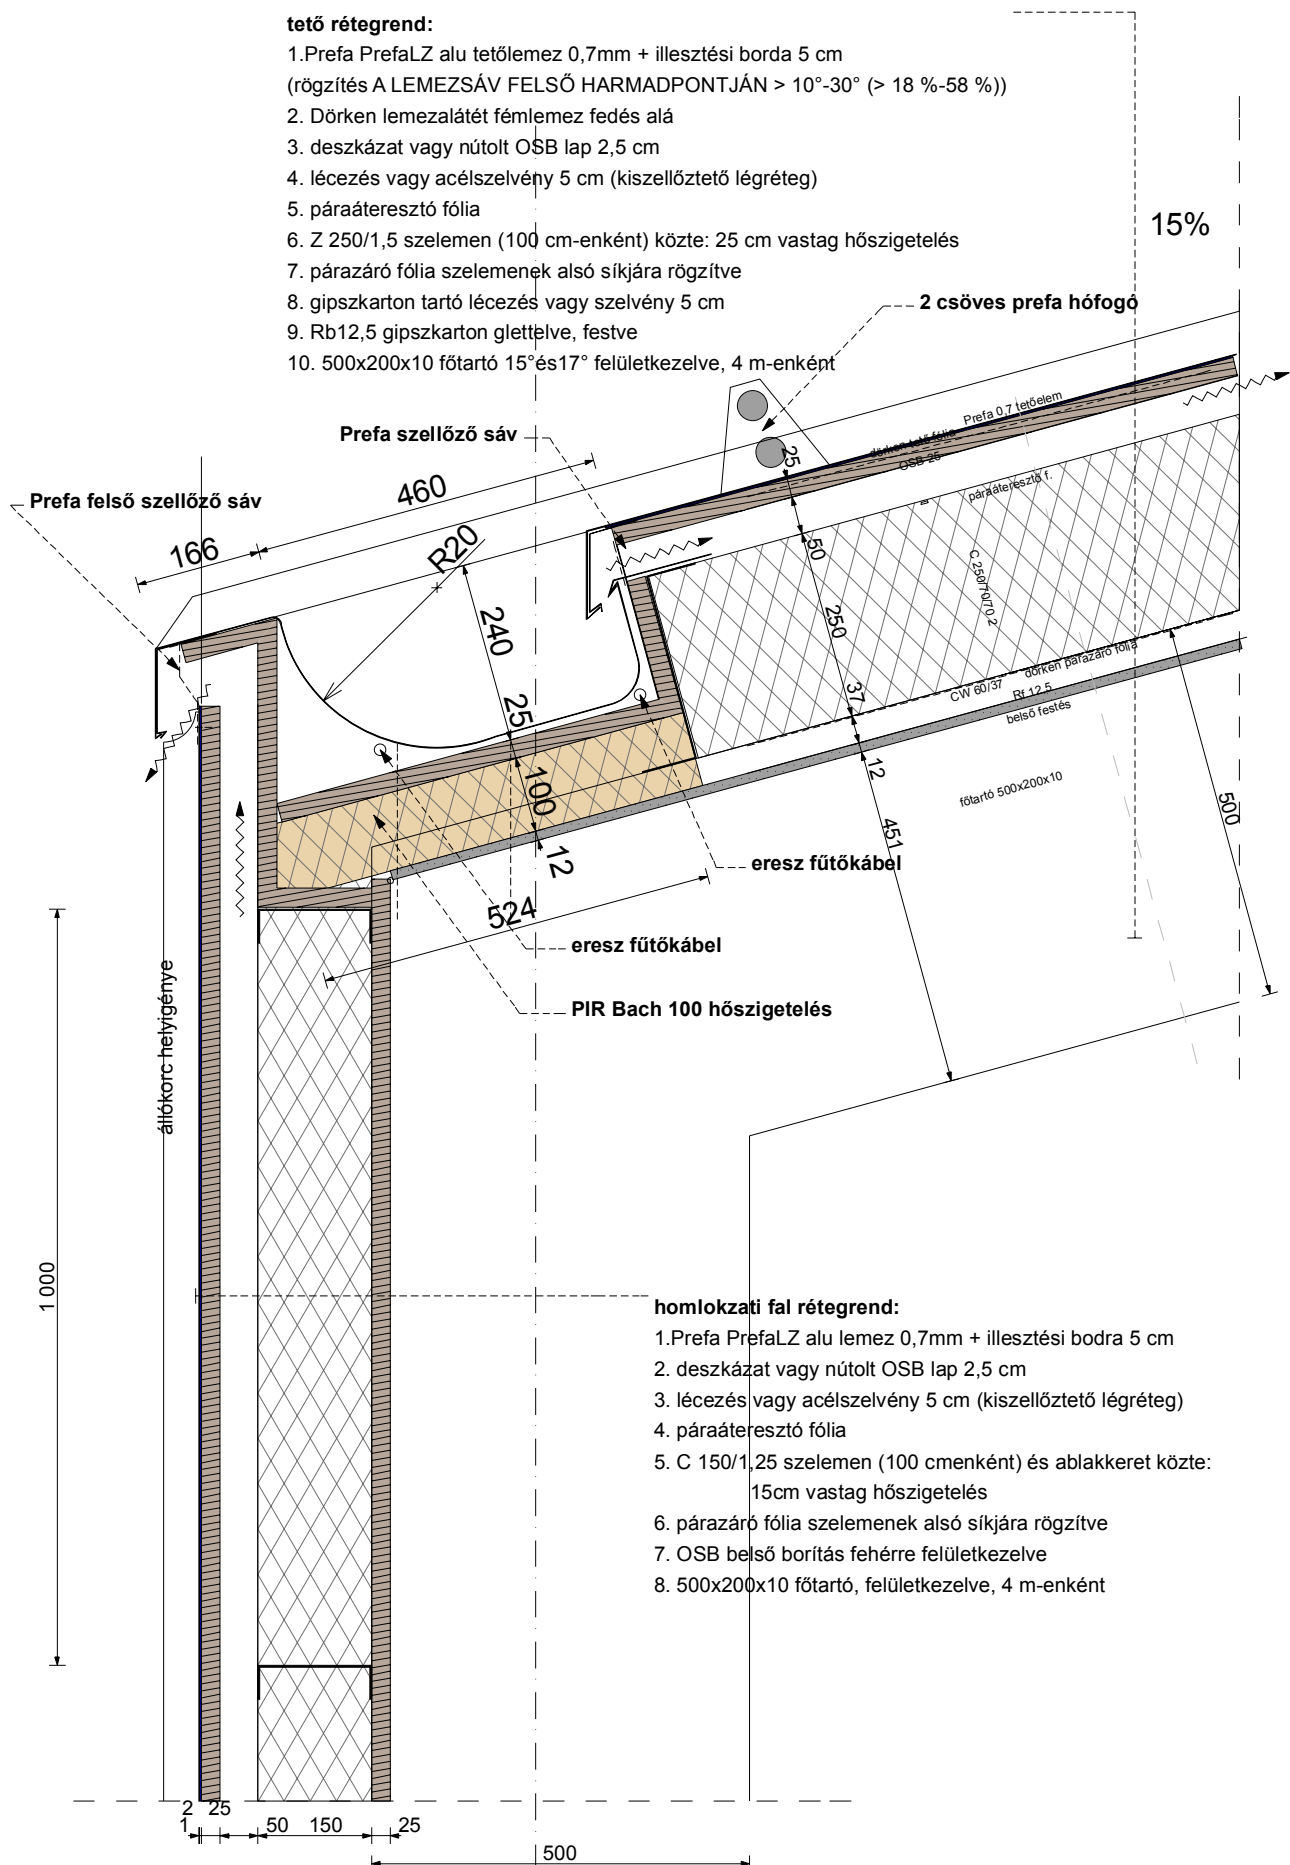 tető rétegrend:
1.Prefa PrefaLZ alu tetőlemez 0,7mm + illesztési borda 5 cm
(rögzítés A LEMEZSÁV FELSŐ HARMADPONTJÁN > 10°-30° (> 18 %-58 %))
2. Dörken lemezalátét fémlemez fedés alá
3. deszkázat vagy nútolt OSB lap 2,5 cm
4. lécezés vagy acélszelvény 5 cm (kiszellőztető légréteg)
5. páraáteresztó fólia
6. Z 250/1,5 szelemen (100 cm-enként) közte: 25 cm vastag hőszigetelés
7. párazáró fólia szelemenek alsó síkjára rögzítve
8. gipszkarton tartó lécezés vagy szelvény 5 cm
9. Rb12,5 gipszkarton glettelve, festve
10. 500x200x10 főtartó 15°és17° felületkezelve, 4 m-enként
15%
2 csöves prefa hófogó
Prefa szellőző sáv
Prefa felső szellőző sáv
460
166
R20
240
25
100
12
524
25
50
250
37
12
451
500
Prefa 0,7 tetőelem
dörken tető fólia
OSB 25
páraáteresztő f.
C 250/70/70 2
dörken párazáró fólia
CW 60/37
Rf 12,5
belső festés
főtartó 500x200x10
eresz fűtőkábel
eresz fűtőkábel
PIR Bach 100 hőszigetelés
állókorc helyigénye
1 000
homlokzati fal rétegrend:
1.Prefa PrefaLZ alu lemez 0,7mm + illesztési bodra 5 cm
2. deszkázat vagy nútolt OSB lap 2,5 cm
3. lécezés vagy acélszelvény 5 cm (kiszellőztető légréteg)
4. páraáteresztó fólia
5. C 150/1,25 szelemen (100 cmenként) és ablakkeret közte:
15cm vastag hőszigetelés
6. párazáró fólia szelemenek alsó síkjára rögzítve
7. OSB belső borítás fehérre felületkezelve
8. 500x200x10 főtartó, felületkezelve, 4 m-enként
2 25
1 50 150 25
500